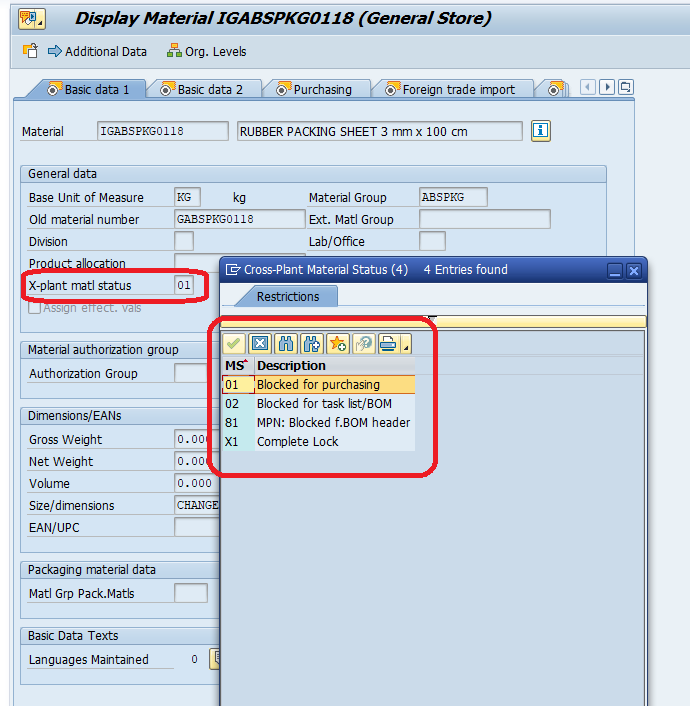 Display Material IGABSPKG0118 (General Store)
Additional Data Org. Levels
Basic data 1 Basic data 2 Purchasing Foreign trade import
Material IGABSPKG0118 RUBBER PACKING SHEET 3 mm x 100 cm
General data
Base Unit of Measure KG kg Material Group ABSPKG
Old material number GABSPKG0118 Ext. Matl Group
Division Lab/Office
Product allocation
X-plant matl status 01
Assign effect. vals
Material authorization group
Authorization Group
Dimensions/EANs
Gross Weight 0.000
Net Weight 0.000
Volume 0.000
Size/dimensions CHANGE
EAN/UPC
Packaging material data
Matl Grp Pack.Matls
Basic Data Texts
Languages Maintained 0
Cross-Plant Material Status (4) 4 Entries found
Restrictions
MS Description
01 Blocked for purchasing
02 Blocked for task list/BOM
81 MPN: Blocked f.BOM header
X1 Complete Lock